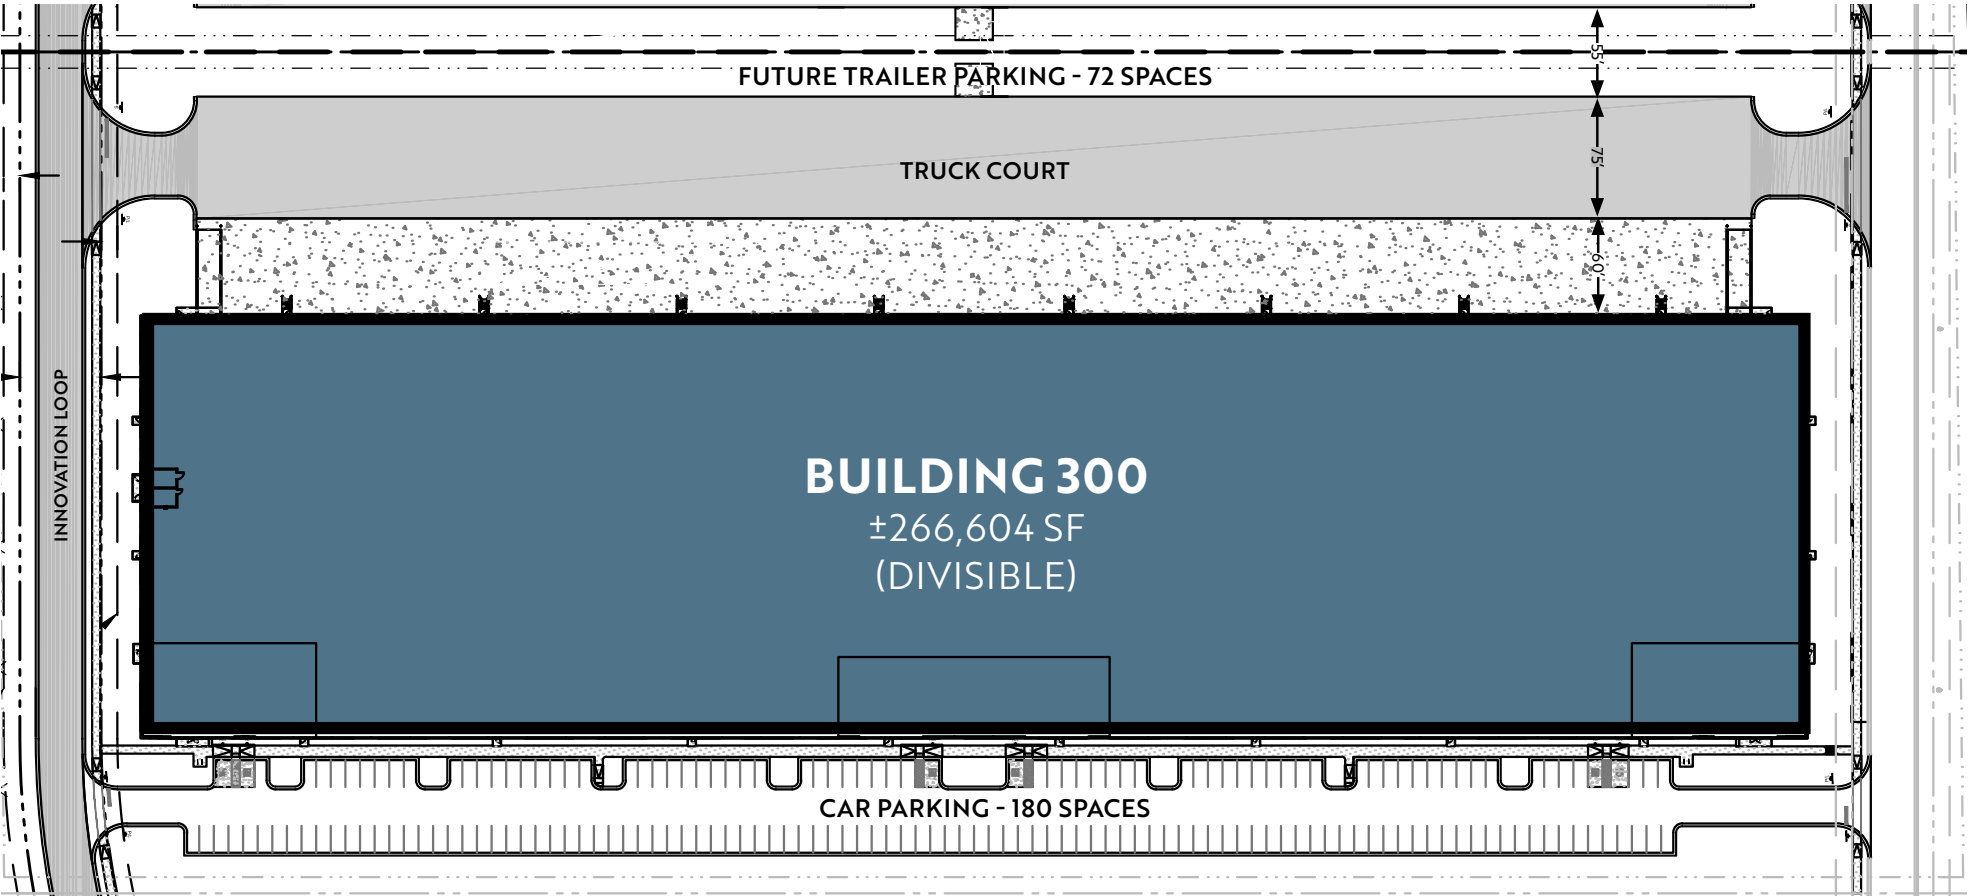 55'
FUTURE TRAILER PARKING - 72 SPACES
75'
TRUCK COURT
60'
INNOVATION LOOP
BUILDING 300
±266,604 SF
(DIVISIBLE)
CAR PARKING - 180 SPACES